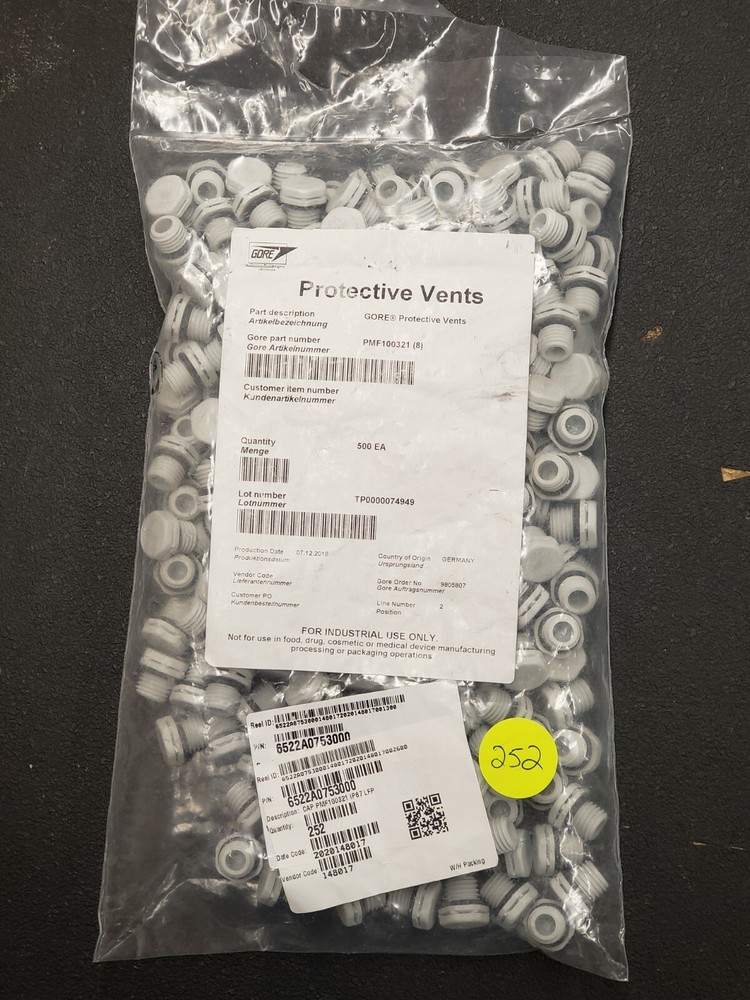 GORE
Protective Vents
Part description GORE® Protective Vents
Artikelbezeichnung
Gore part number PMF100321 (8)
Gore Artikelnummer
Customer item number
Kundenartikelnummer
Quantity 500 EA
Menge
Lot number TP0000074949
Lotnummer
Production Date 07.12.2018 Country of Origin GERMANY
Produktionsdatum Ursprungsland
Vendor Code Gore Order No 9805807
Lieferantennummer Gore Auftragsnummer
Customer PO Line Number 2
Kundenbestellnummer Position
FOR INDUSTRIAL USE ONLY.
Not for use in food, drug, cosmetic or medical device manufacturing
processing or packaging operations
Reel ID:
6522A07530001480172020148017001300
P/N:
6522A0753000
Reel ID:
6522A07530001480172020148017002600
P/N:
6522A0753000
Description: CAP PMF100321 IP67 LFP
Quantity:
252
Date Code:
2020148017
Vendor Code:
148017
W/H Packing
252